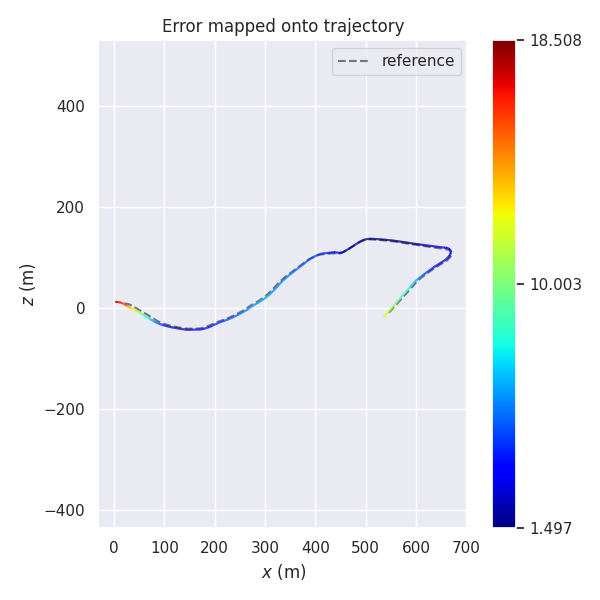 Error mapped onto trajectory
reference
18.508
10.003
1.497
400
200
0
−200
−400
z (m)
0 100 200 300 400 500 600 700
x (m)